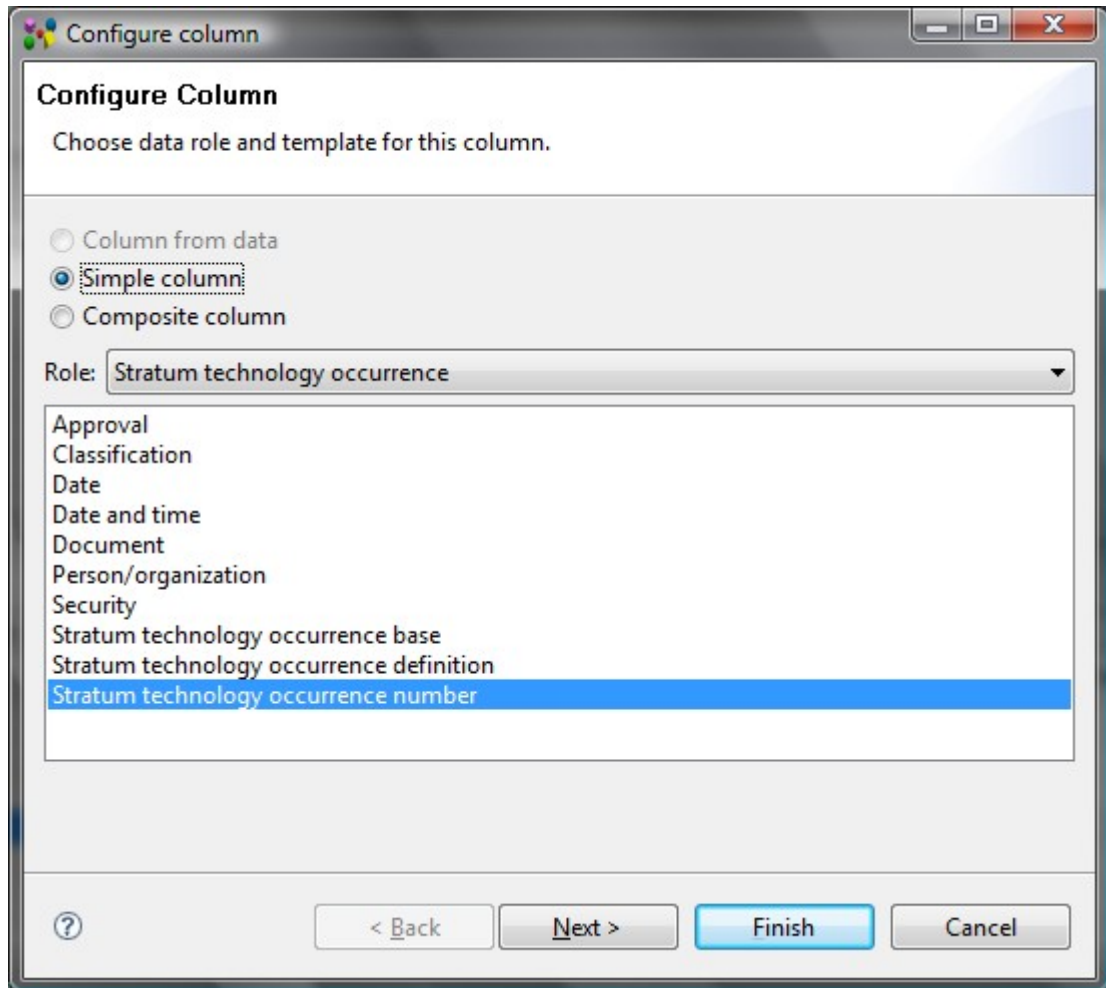 Configure column
Configure Column
Choose data role and template for this column.
Column from data
Simple column
Composite column
Role: Stratum technology occurrence
Approval
Classification
Date
Date and time
Document
Person/organization
Security
Stratum technology occurrence base
Stratum technology occurrence definition
Stratum technology occurrence number
? < Back Next > Finish Cancel